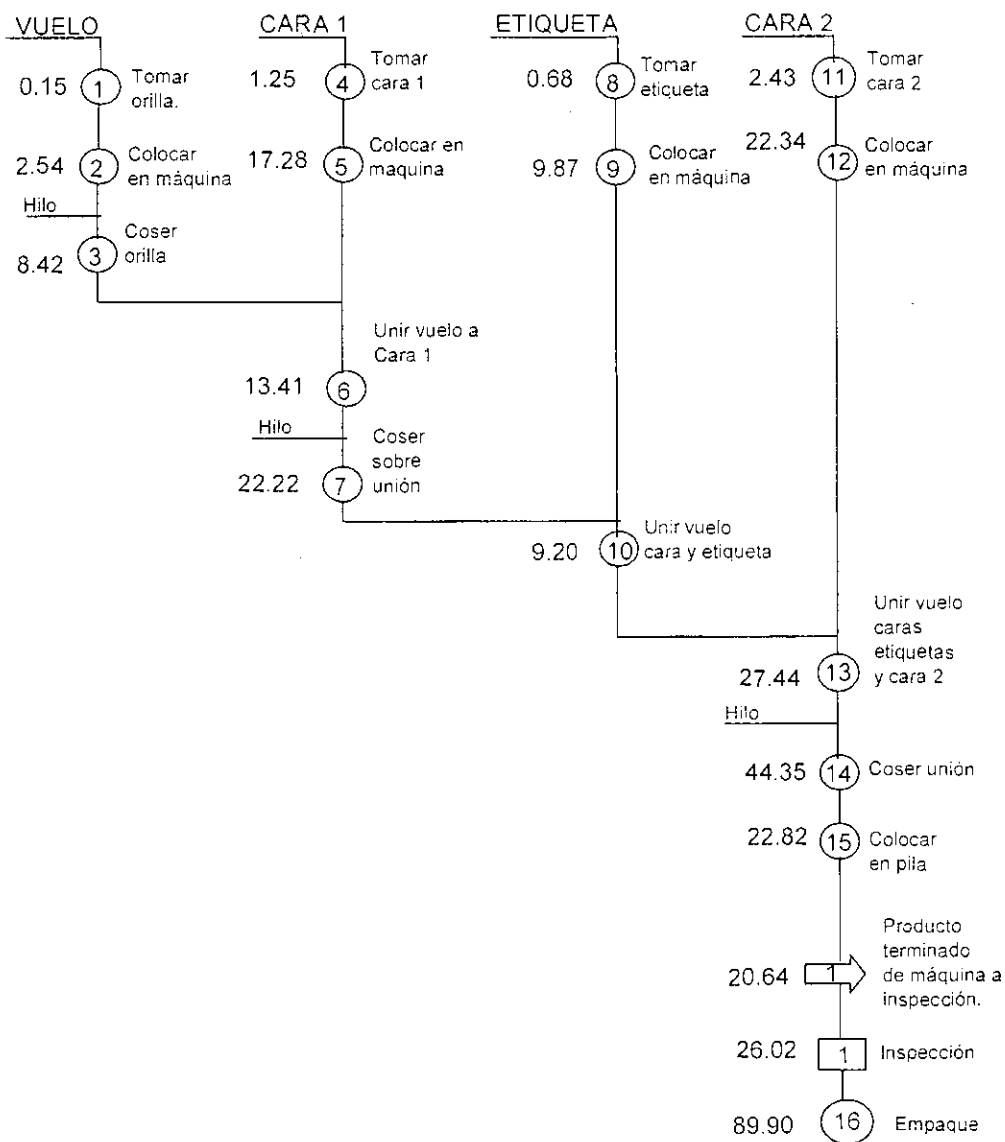 VUELO
0.15
1
Tomar
orilla.
2.54
2
Colocar
en máquina
Hilo
8.42
3
Coser
orilla
CARA 1
1.25
4
Tomar
cara 1
17.28
5
Colocar en
maquina
Unir vuelo a
Cara 1
13.41
6
Hilo
Coser
sobre
unión
22.22
7
ETIQUETA
0.68
8
Tomar
etiqueta
9.87
9
Colocar
en máquina
9.20
10
Unir vuelo
cara y etiqueta
CARA 2
2.43
11
Tomar
cara 2
22.34
12
Colocar
en máquina
Unir vuelo
caras
etiquetas
y cara 2
27.44
13
Hilo
44.35
14
Coser unión
22.82
15
Colocar
en pila
Producto
terminado
de máquina a
inspección.
20.64
1
26.02
1
Inspección
89.90
16
Empaque